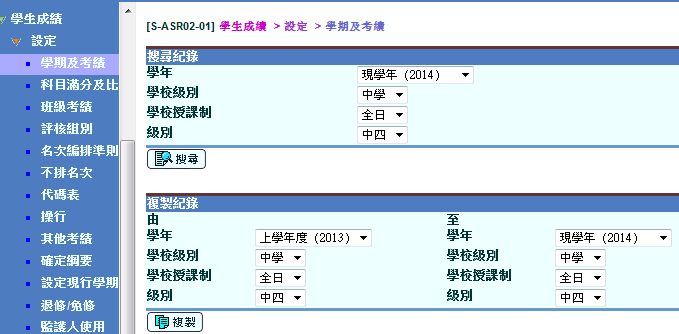 學生成績
設定
學期及考績
科目滿分及比
班級考績
評核組別
名次編排準則
不排名次
代碼表
操行
其他考績
確定綱要
設定現行學期
退修/免修
監護人使用
[S-ASR02-01] 學生成績 > 設定 > 學期及考績
搜尋紀錄
學年 現學年 (2014)
學校級別 中學
學校授課制 全日
級別 中四
搜尋
複製紀錄
由 至
學年 上學年度 (2013) 學年 現學年 (2014)
學校級別 中學 學校級別 中學
學校授課制 全日 學校授課制 全日
級別 中四 級別 中四
複製